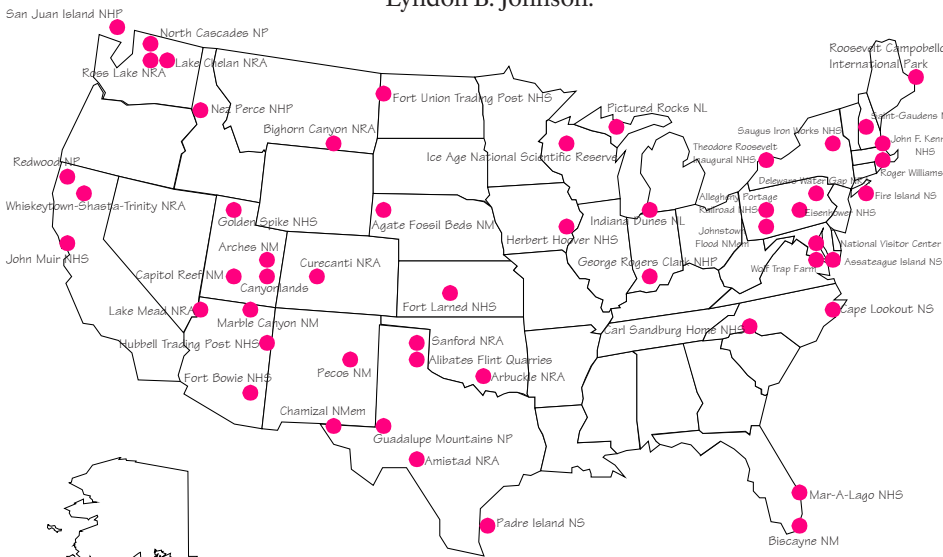 Lyndon B. Johnson.
San Juan Island NHP
North Cascades NP
Ross Lake NRA
Lake Chelan NRA
Nez Perce NHP
Fort Union Trading Post NHS
Bighorn Canyon NRA
Pictured Rocks NL
Ice Age National Scientific Reserve
Roosevelt Campobello
International Park
Saint-Gaudens
Saugus Iron Works NHS
John F. Kenn
NHS
Theodore Roosevelt
Inaugural NHS
Roger Williams
Redwood NP
Whiskeytown-Shasta-Trinity NRA
John Muir NHS
Golden Spike NHS
Agate Fossil Beds NM
Herbert Hoover NHS
Indiana Dunes NL
Deleware Water Gap
Allegheny Portage
Railroad NHS
Eisenhower NHS
Fire Island NS
Johnstown
Flood NMem
National Visitor Center
Wolf Trap Farm
Assateague Island NS
Arches NM
Capitol Reef NM
Canyonlands
Curecanti NRA
George Rogers Clark NHP
Fort Larned NHS
Lake Mead NRA
Marble Canyon NM
Hubbell Trading Post NHS
Carl Sandburg Home NHS
Cape Lookout NS
Sanford NRA
Alibates Flint Quarries
Arbuckle NRA
Pecos NM
Fort Bowie NHS
Chamizal NMem
Guadalupe Mountains NP
Amistad NRA
Padre Island NS
Mar-A-Lago NHS
Biscayne NM